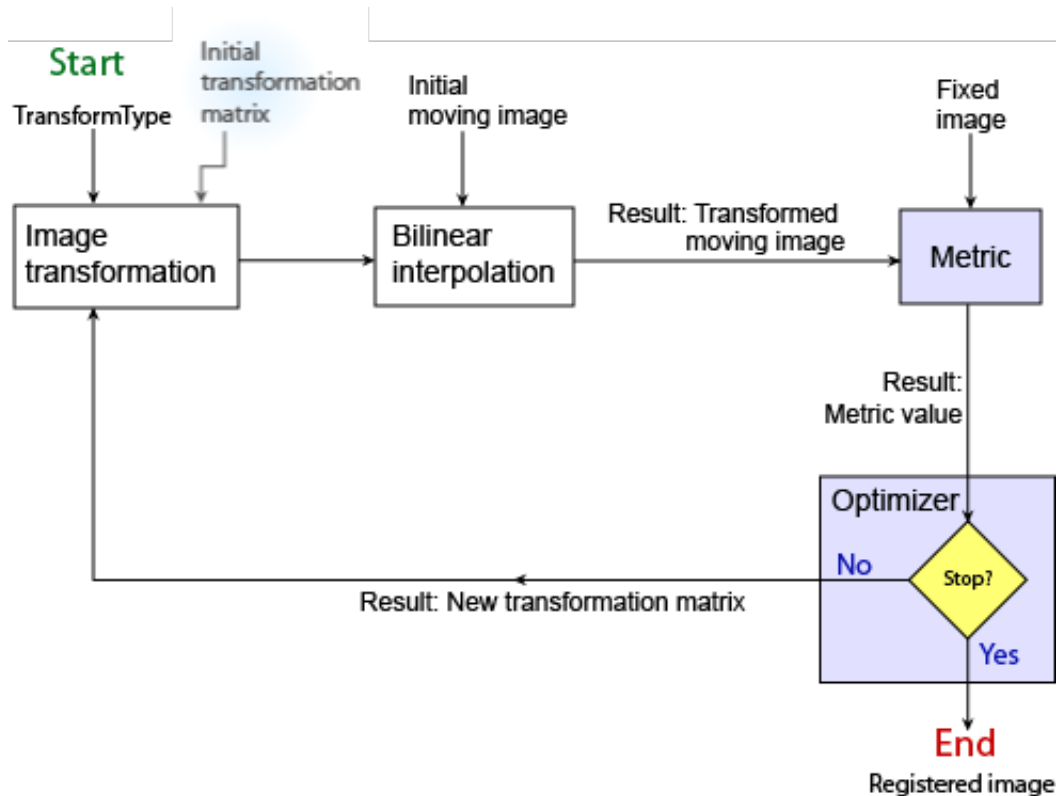 Start
TransformType
Initial
transformation
matrix
Initial
moving image
Fixed
image
Image
transformation
Bilinear
interpolation
Result: Transformed
moving image
Metric
Result:
Metric value
Optimizer
Stop?
No
Result: New transformation matrix
Yes
End
Registered image